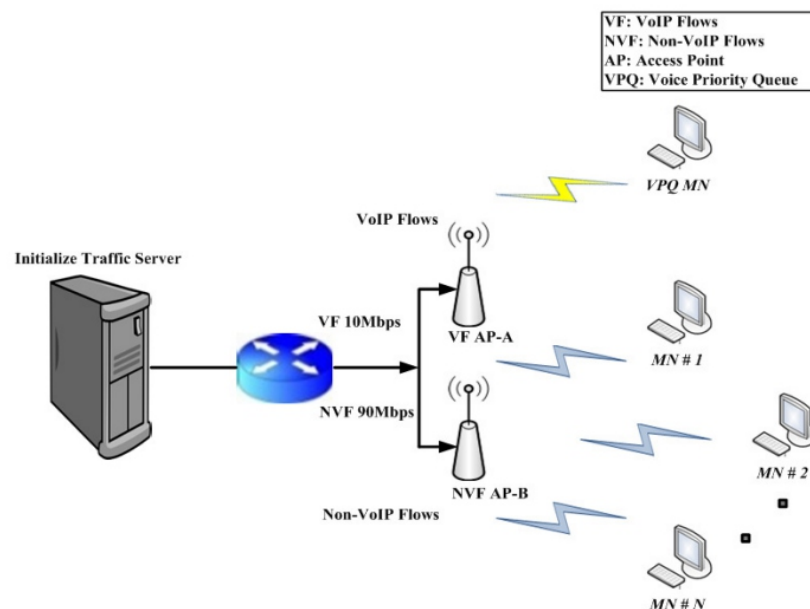 VF: VoIP Flows
NVF: Non-VoIP Flows
AP: Access Point
VPQ: Voice Priority Queue
VPQ MN
VoIP Flows
Initialize Traffic Server
VF 10Mbps
VF AP-A
MN # 1
NVF 90Mbps
MN # 2
NVF AP-B
Non-VoIP Flows
MN # N